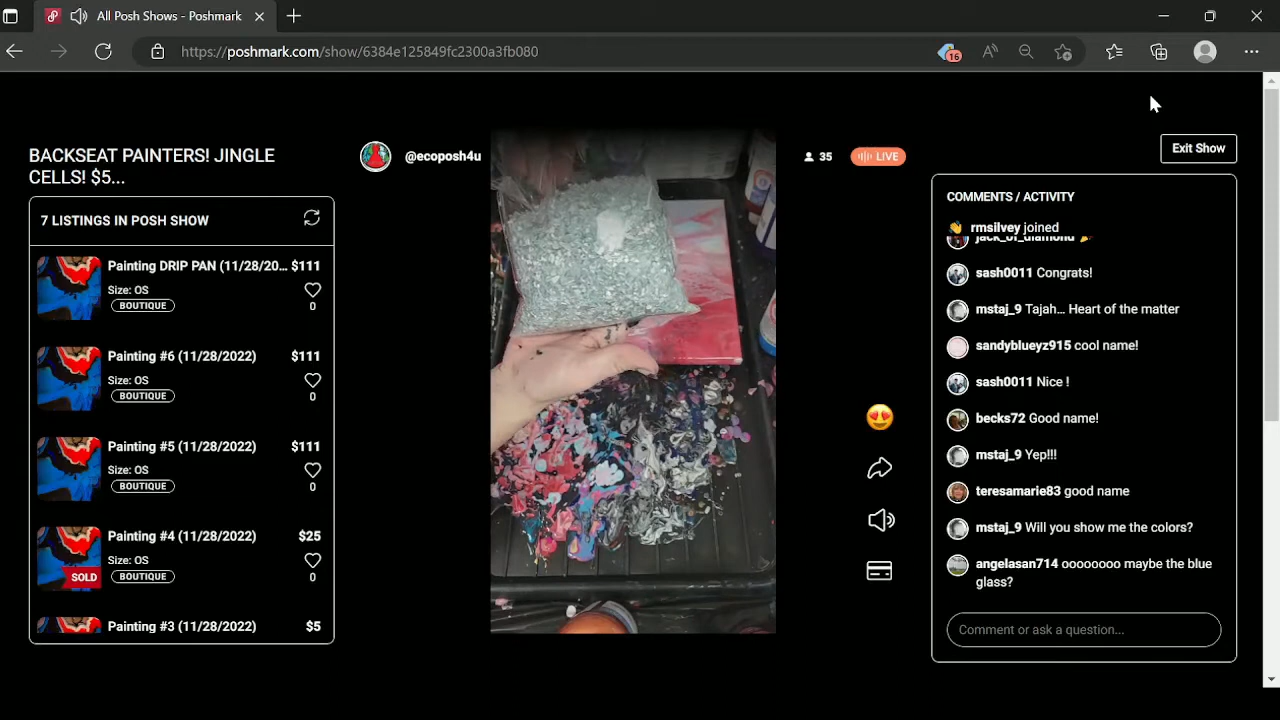 All Posh Shows - Poshmark
https://poshmark.com/show/6384e125849fc2300a3fb080
16
BACKSEAT PAINTERS! JINGLE
CELLS! $5...
@ecoposh4u
35
LIVE
Exit Show
7 LISTINGS IN POSH SHOW
Painting DRIP PAN (11/28/20... $111
Size: OS
BOUTIQUE
0
Painting #6 (11/28/2022) $111
Size: OS
BOUTIQUE
0
Painting #5 (11/28/2022) $111
Size: OS
BOUTIQUE
0
Painting #4 (11/28/2022) $25
Size: OS
BOUTIQUE
SOLD
0
Painting #3 (11/28/2022) $5
COMMENTS / ACTIVITY
rmsilvey joined
jack_of_diamond
sash0011 Congrats!
mstaj_9 Tajah... Heart of the matter
sandyblueyz915 cool name!
sash0011 Nice !
becks72 Good name!
mstaj_9 Yep!!!
teresamarie83 good name
mstaj_9 Will you show me the colors?
angelasan714 oooooooo maybe the blue
glass?
Comment or ask a question...